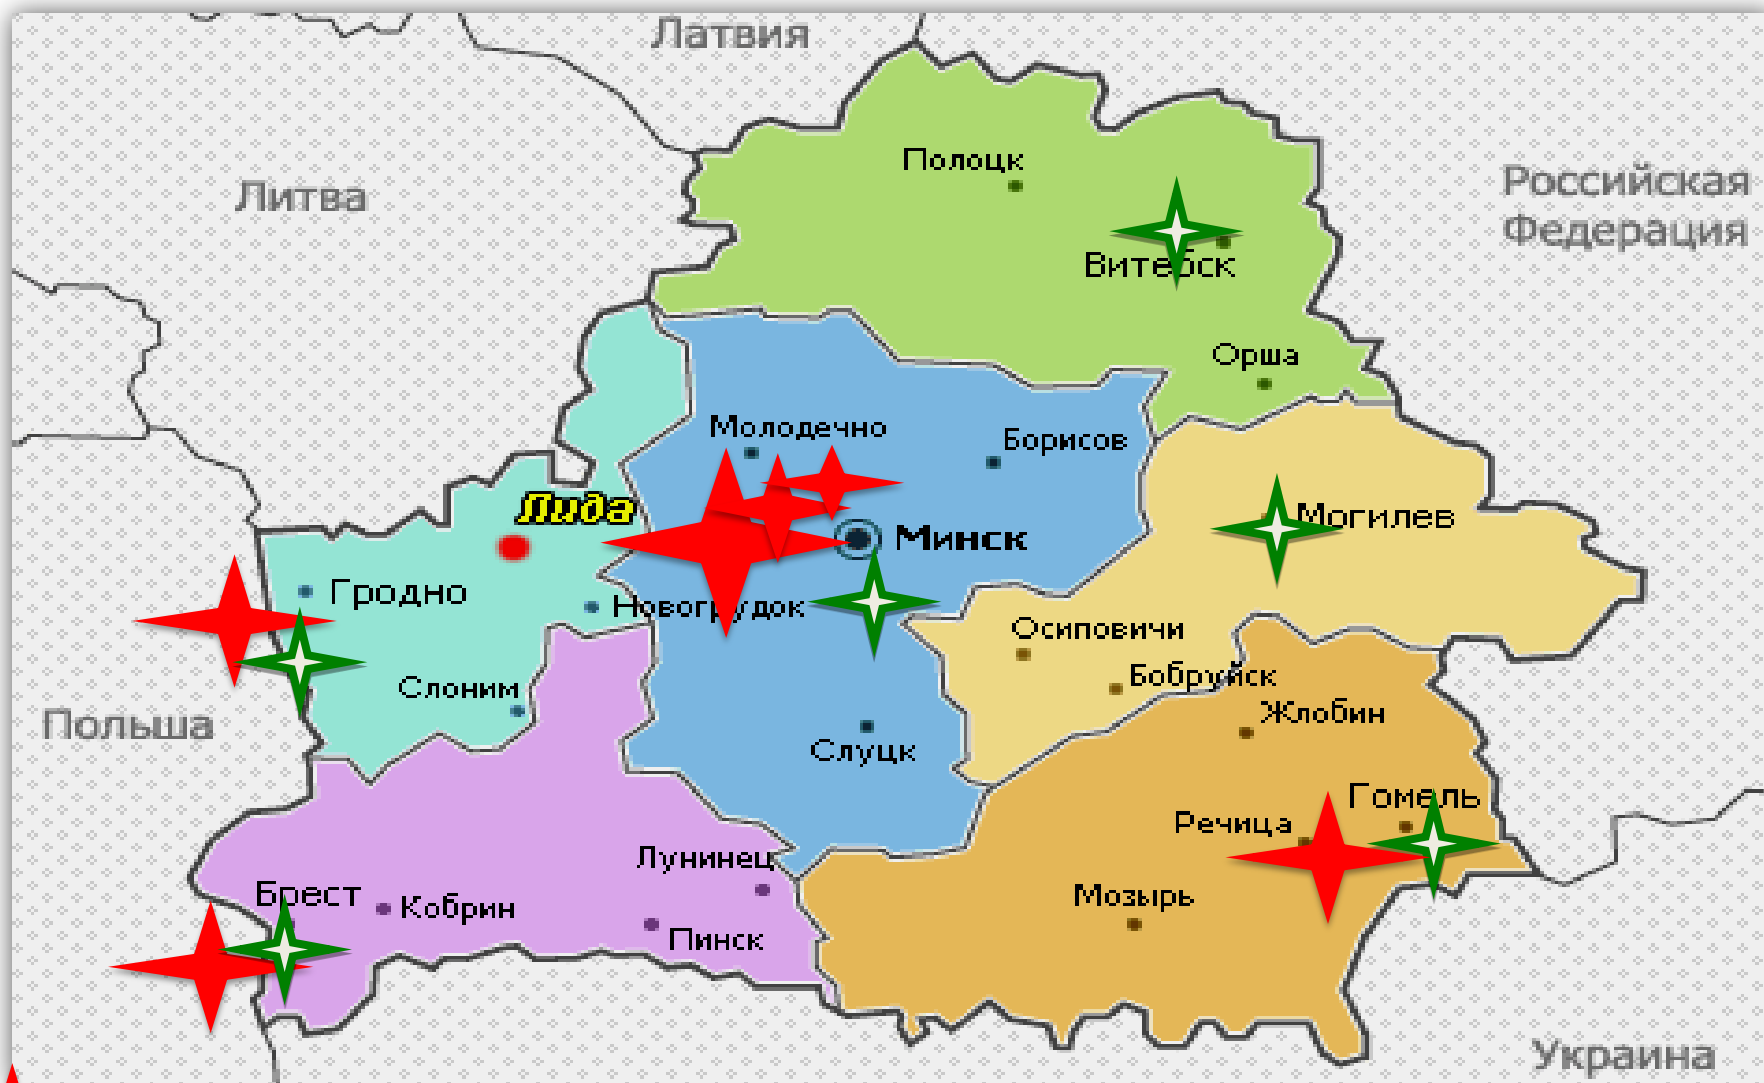 Латвия
Литва
Российская
Федерация
Полоцк
Витебск
Орша
Молодечно
Борисов
Лида
Могилев
Минск
Гродно
Новогрудок
Осиповичи
Бобруйск
Слоним
Жлобин
Польша
Слуцк
Гомель
Речица
Лунинец
Брест
Кобрин
Мозырь
Пинск
Украина